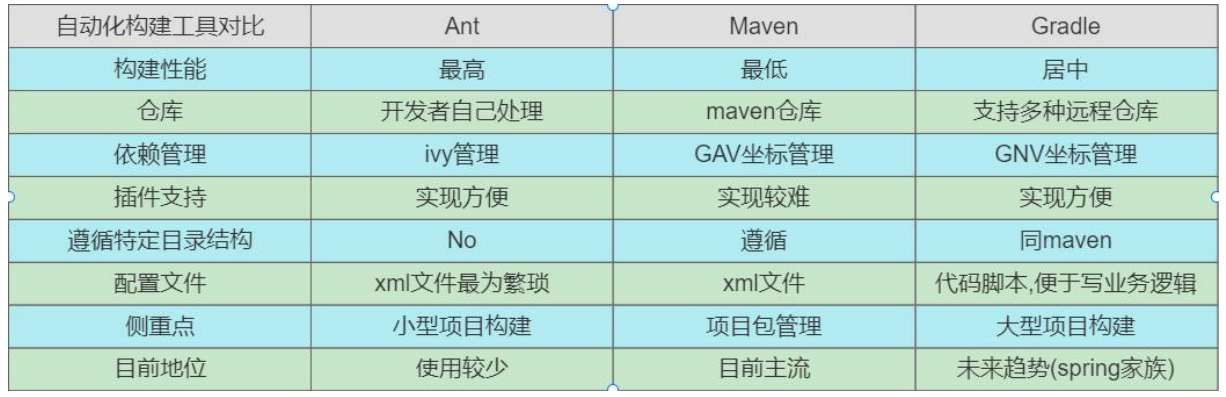 自动化构建工具对比 Ant Maven Gradle
构建性能 最高 最低 居中
仓库 开发者自己处理 maven仓库 支持多种远程仓库
依赖管理 ivy管理 GAV坐标管理 GNV坐标管理
插件支持 实现方便 实现较难 实现方便
遵循特定目录结构 No 遵循 同maven
配置文件 xml文件最为繁琐 xml文件 代码脚本,便于写业务逻辑
侧重点 小型项目构建 项目包管理 大型项目构建
目前地位 使用较少 目前主流 未来趋势(spring家族)